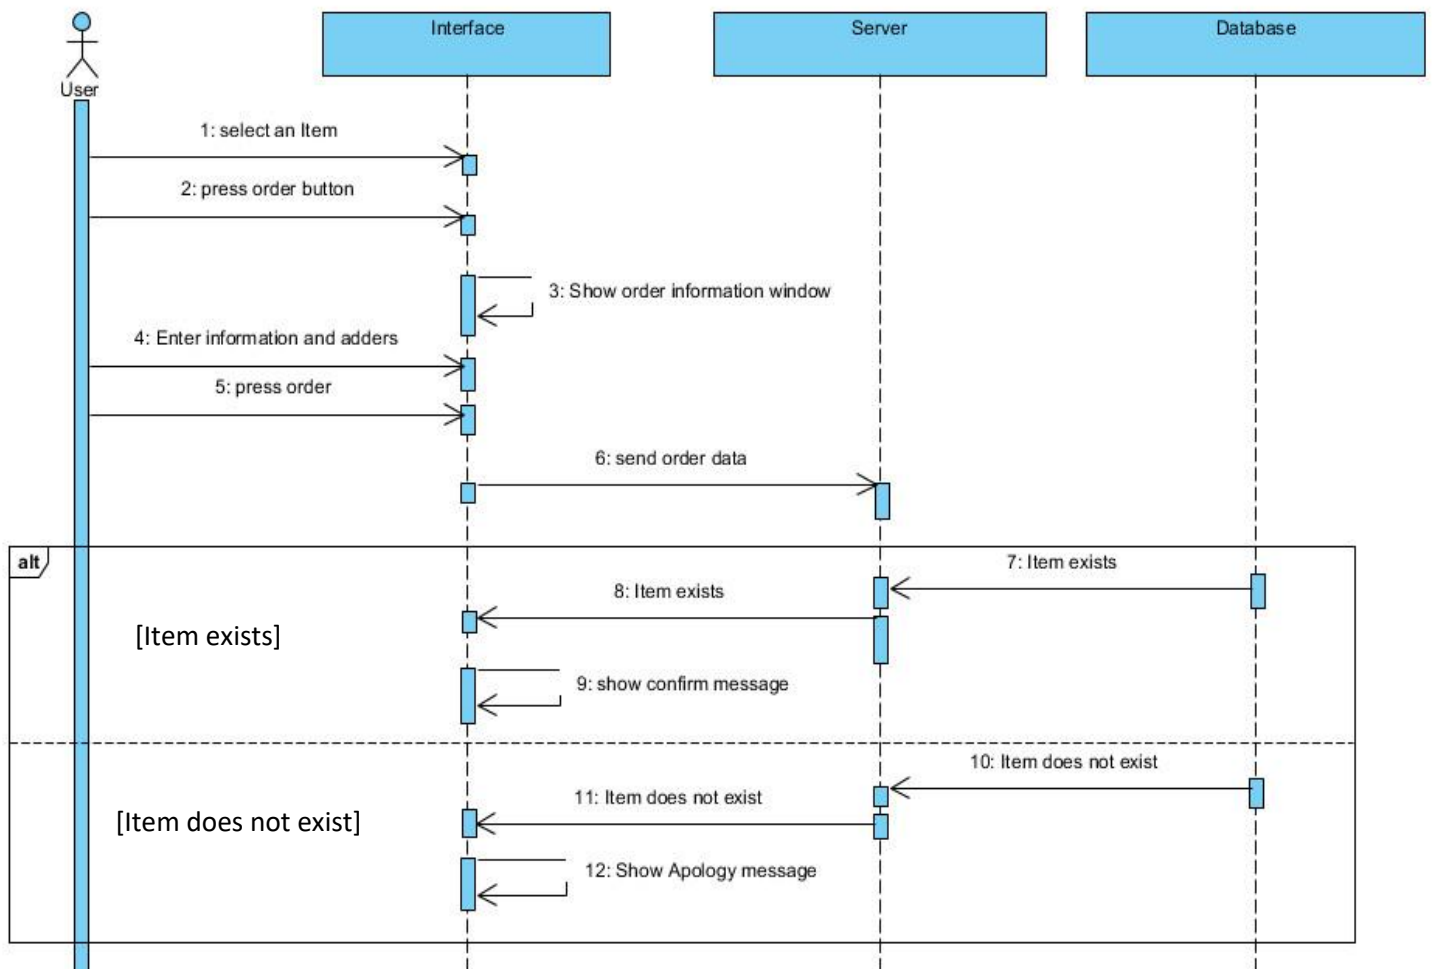 Interface
Server
Database
User
1: select an Item
2: press order button
3: Show order information window
4: Enter information and adders
5: press order
6: send order data
alt
7: Item exists
8: Item exists
[Item exists]
9: show confirm message
10: Item does not exist
11: Item does not exist
[Item does not exist]
12: Show Apology message